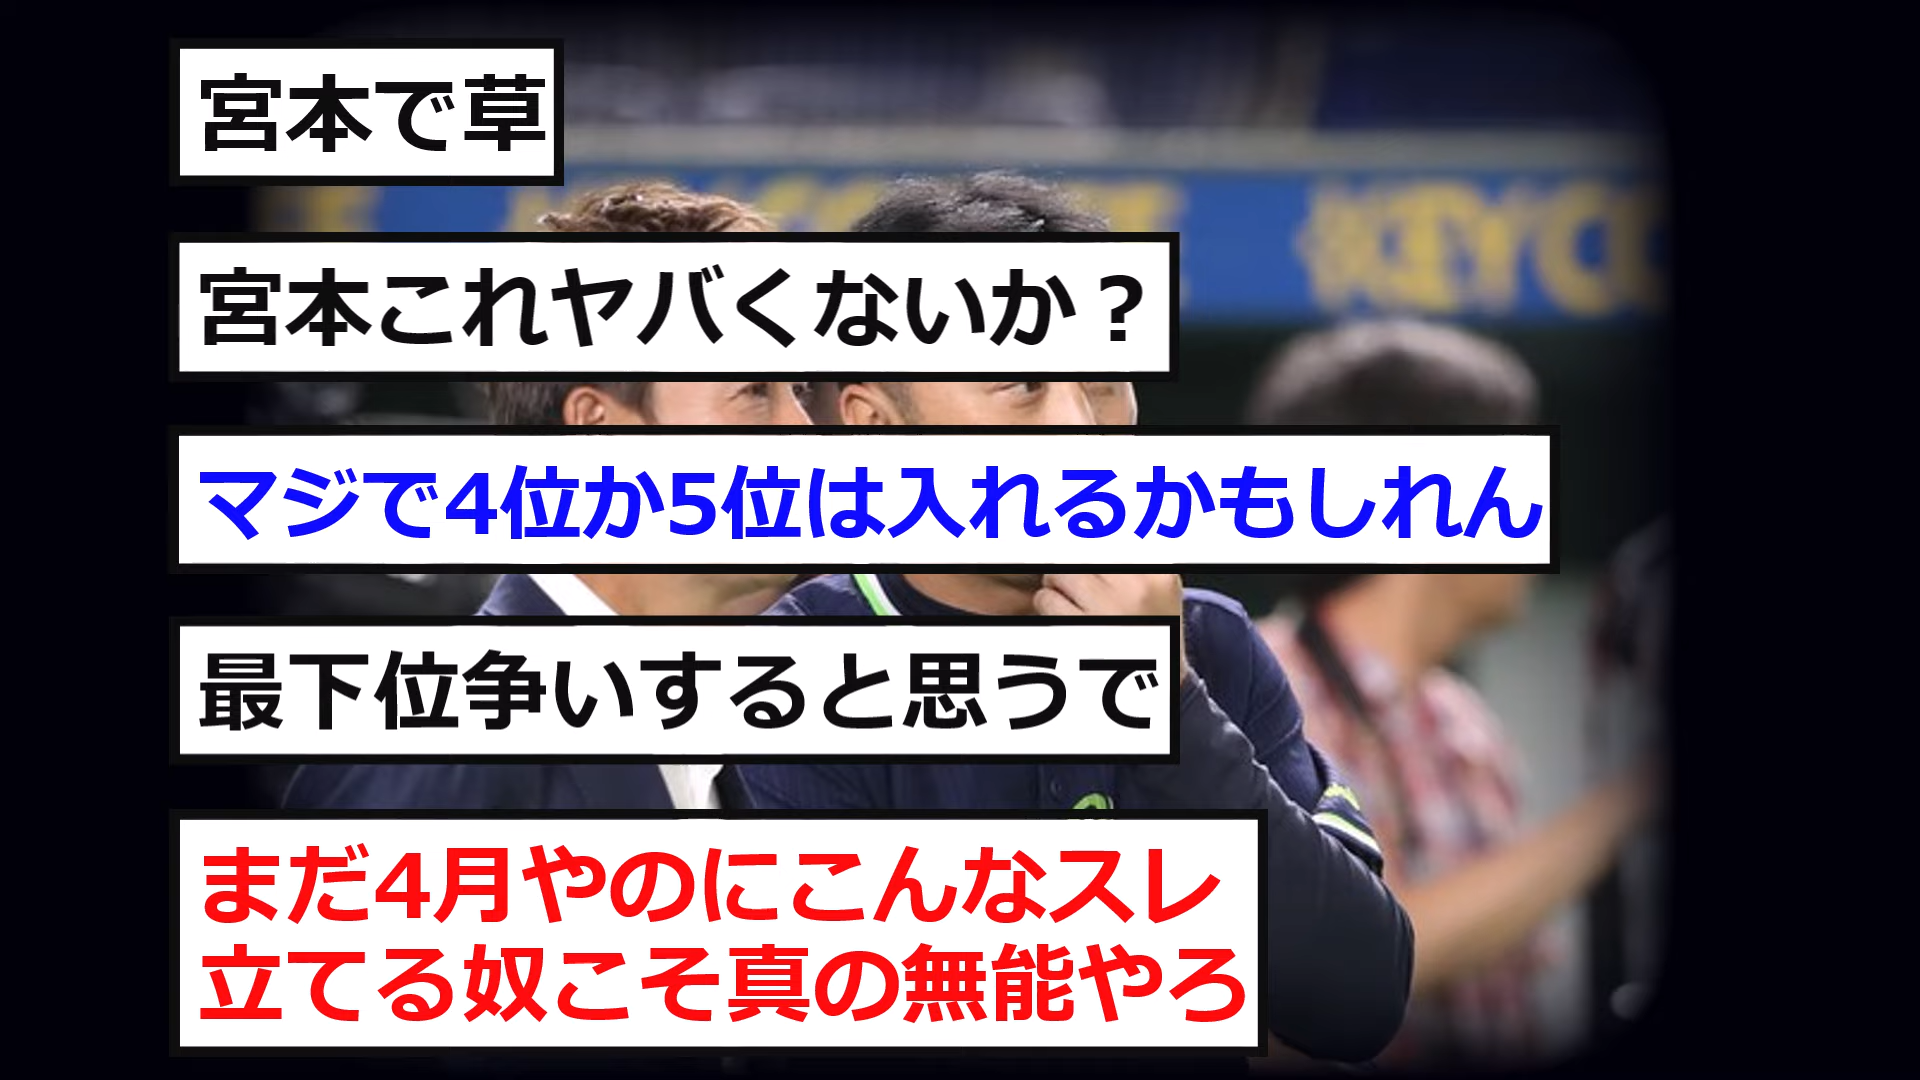 宮本で草
宮本これヤバくないか？
マジで4位か5位は入れるかもしれん
最下位争いすると思うで
まだ4月やのにこんなスレ
立てる奴こそ真の無能やろ